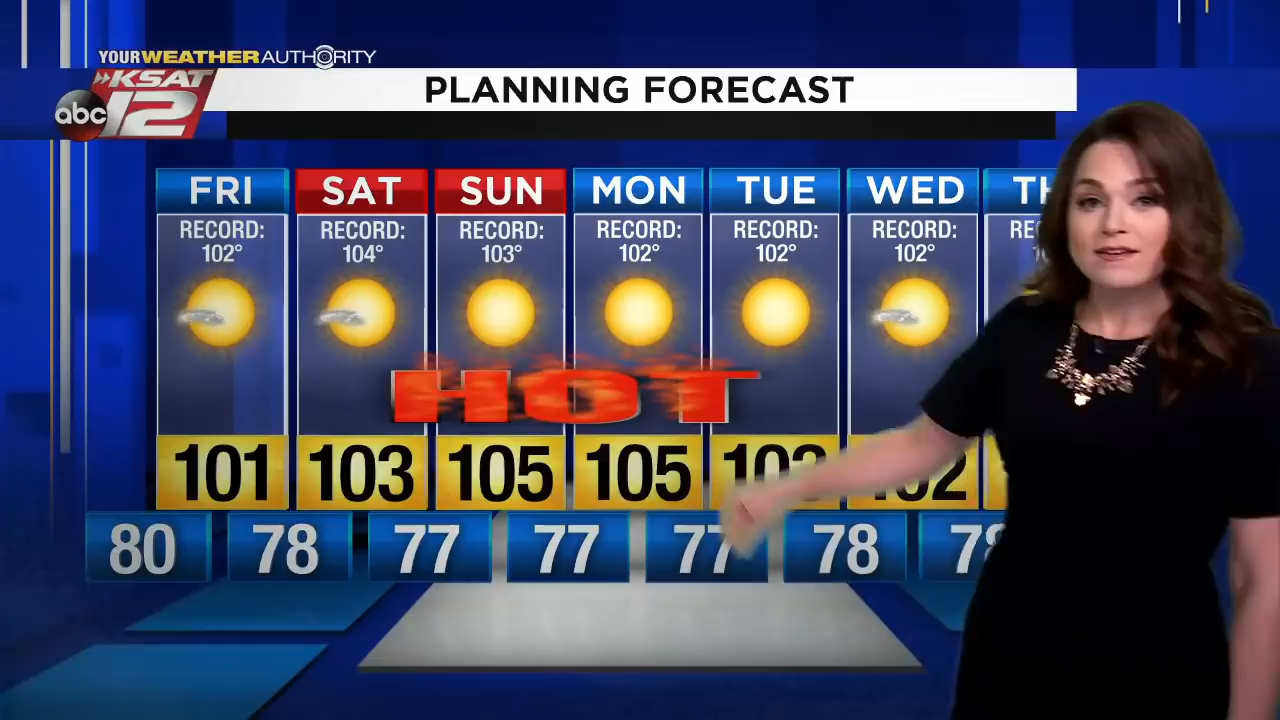 YOURWEATHERAUTHORITY
KSAT
abc 12
PLANNING FORECAST
FRI SAT SUN MON TUE WED
RECORD: RECORD: RECORD: RECORD: RECORD: RECORD:
102° 104° 103° 102° 102° 102°
HOT
101 103 105 105
80 78 77 77 77 78